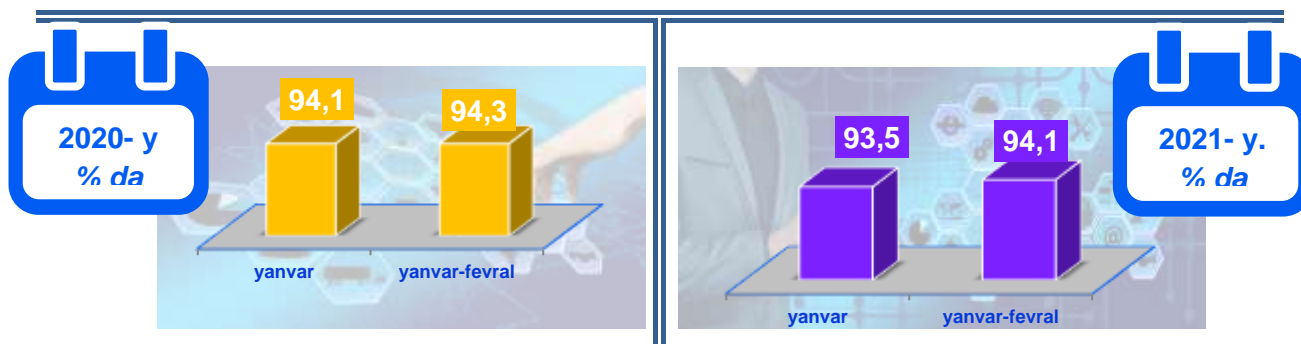 2020- y
% da
94,1
94,3
yanvar
yanvar-fevral
93,5
94,1
yanvar
yanvar-fevral
2021- y.
% da